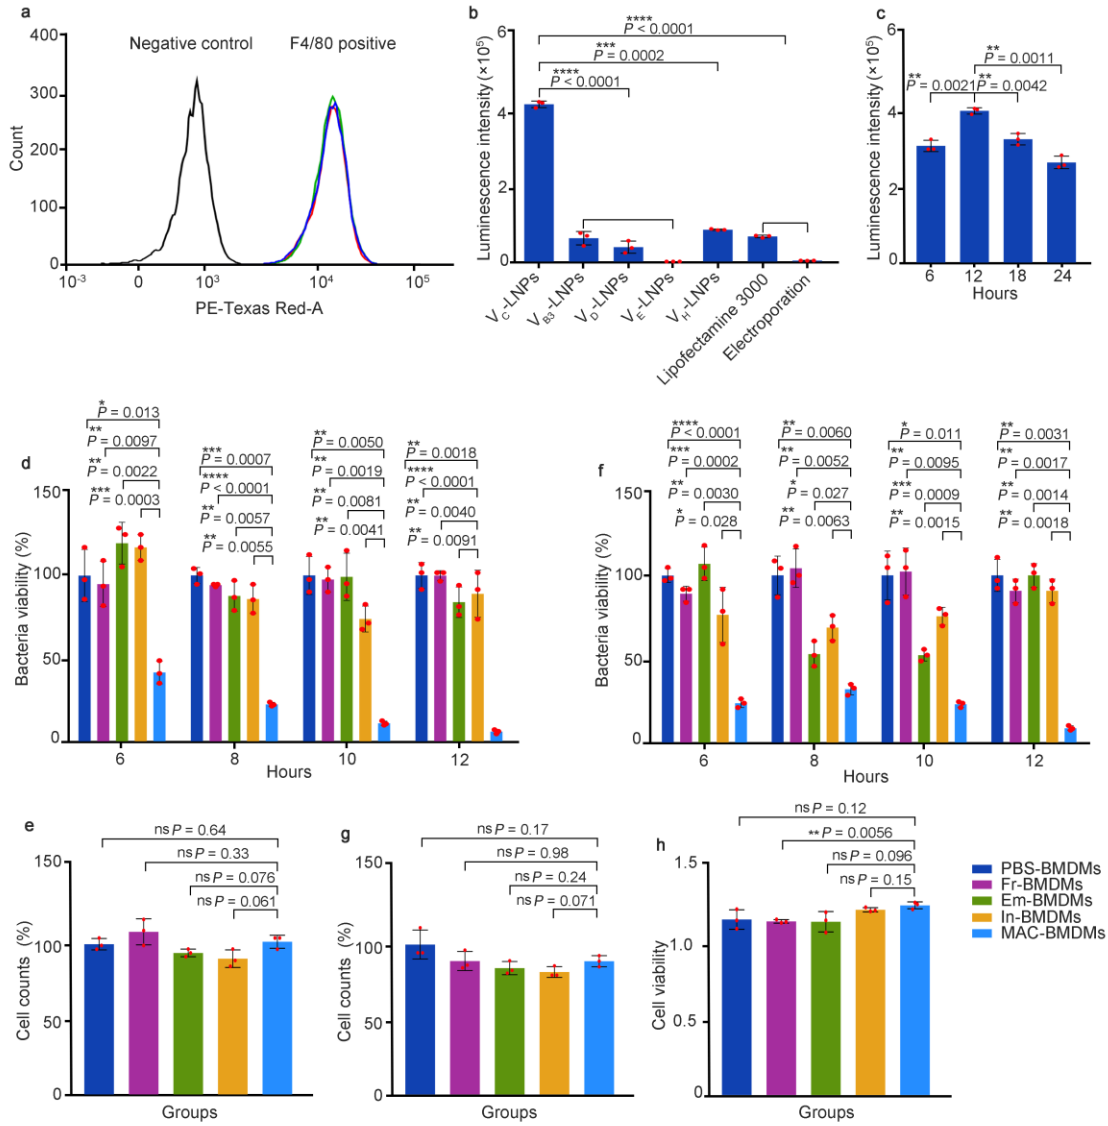 a
400
300
200
100
0
Count
Negative control
F4/80 positive
10⁻³
0
10³
10⁴
10⁵
PE-Texas Red-A
b
6
4
2
0
Luminescence intensity (×10⁵)
****
P < 0.0001
***
P = 0.0002
****
P < 0.0001
V_C-LNPs
V_B3-LNPs
V_D-LNPs
V_E-LNPs
V_H-LNPs
Lipofectamine 3000
Electroporation
c
6
4
2
0
Luminescence intensity (×10⁵)
**
P = 0.0011
**
P = 0.0021
**
P = 0.0042
6
12
18
24
Hours
d
150
100
50
0
Bacteria viability (%)
*
P = 0.013
**
P = 0.0097
**
P = 0.0022
***
P = 0.0003
***
P = 0.0007
****
P < 0.0001
**
P = 0.0057
**
P = 0.0055
**
P = 0.0050
**
P = 0.0019
**
P = 0.0081
**
P = 0.0041
**
P = 0.0018
****
P < 0.0001
**
P = 0.0040
**
P = 0.0091
6
8
10
12
Hours
f
150
100
50
0
Bacteria viability (%)
****
P < 0.0001
***
P = 0.0002
**
P = 0.0030
*
P = 0.028
**
P = 0.0060
**
P = 0.0052
*
P = 0.027
**
P = 0.0063
*
P = 0.011
**
P = 0.0095
***
P = 0.0009
**
P = 0.0015
**
P = 0.0031
**
P = 0.0017
**
P = 0.0014
**
P = 0.0018
6
8
10
12
Hours
e
150
100
50
0
Cell counts (%)
ns P = 0.64
ns P = 0.33
ns P = 0.076
ns P = 0.061
Groups
g
150
100
50
0
Cell counts (%)
ns P = 0.17
ns P = 0.98
ns P = 0.24
ns P = 0.071
Groups
h
1.5
1.0
0.5
0
Cell viability
ns P = 0.12
** P = 0.0056
ns P = 0.096
ns P = 0.15
Groups
PBS-BMDMs
Fr-BMDMs
Em-BMDMs
In-BMDMs
MAC-BMDMs